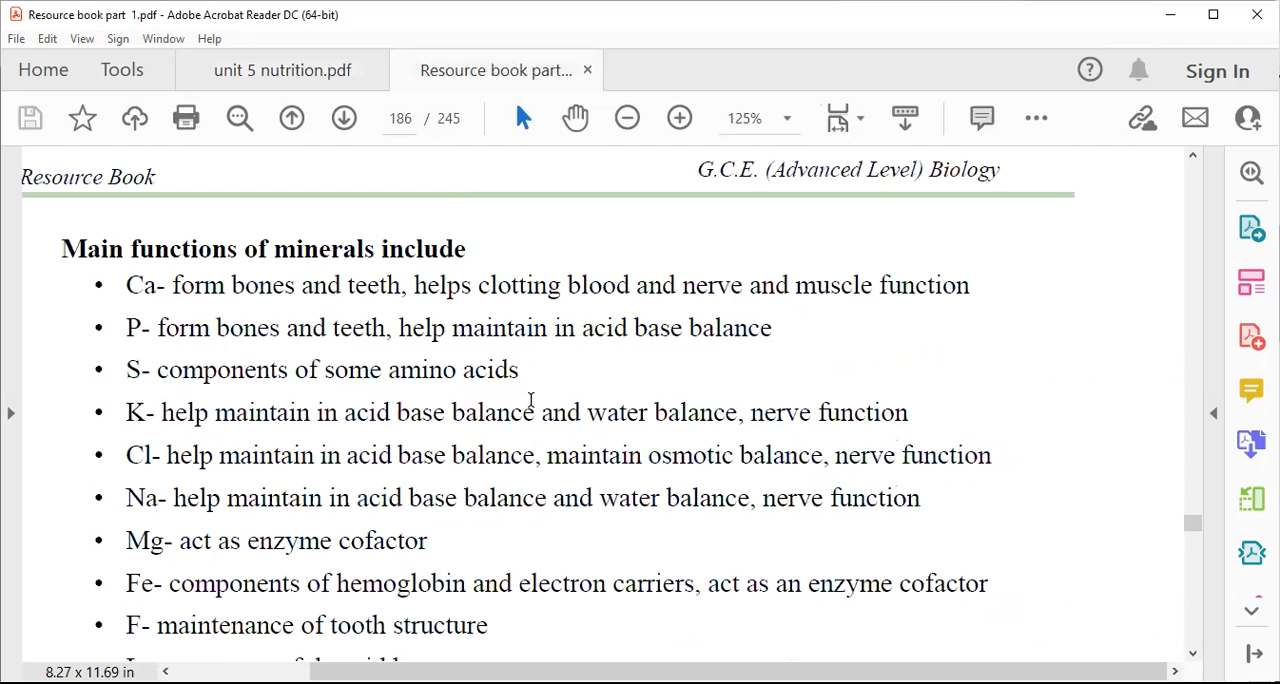 Resource book part 1.pdf - Adobe Acrobat Reader DC (64-bit)
File Edit View Sign Window Help
Home Tools unit 5 nutrition.pdf Resource book part... × Sign In
186 / 245 125%
Resource Book G.C.E. (Advanced Level) Biology
Main functions of minerals include
• Ca- form bones and teeth, helps clotting blood and nerve and muscle function
• P- form bones and teeth, help maintain in acid base balance
• S- components of some amino acids
• K- help maintain in acid base balance and water balance, nerve function
• Cl- help maintain in acid base balance, maintain osmotic balance, nerve function
• Na- help maintain in acid base balance and water balance, nerve function
• Mg- act as enzyme cofactor
• Fe- components of hemoglobin and electron carriers, act as an enzyme cofactor
• F- maintenance of tooth structure
8.27 x 11.69 in